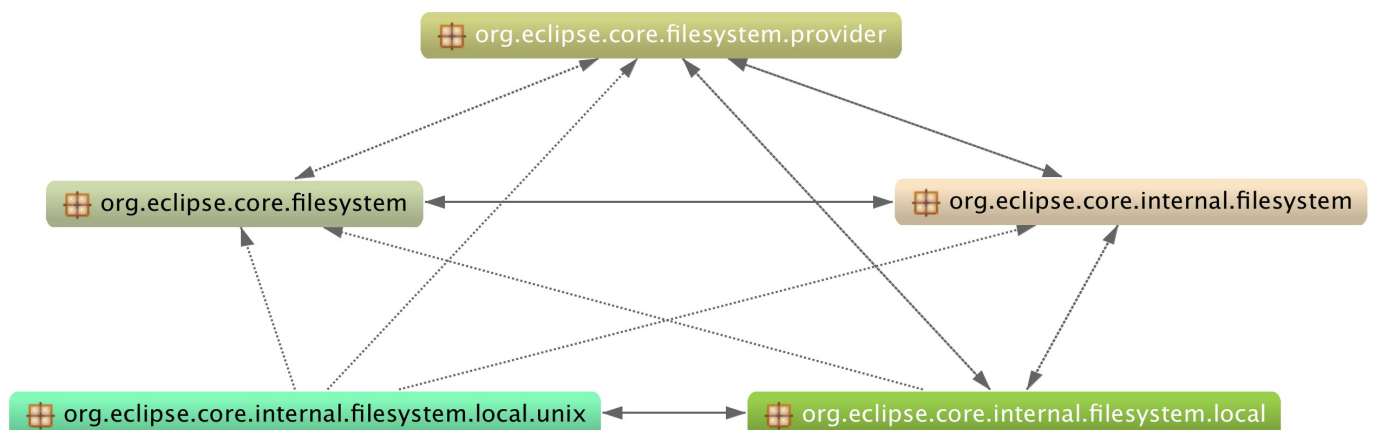 org.eclipse.core.filesystem.provider
org.eclipse.core.filesystem
org.eclipse.core.internal.filesystem
org.eclipse.core.internal.filesystem.local.unix
org.eclipse.core.internal.filesystem.local